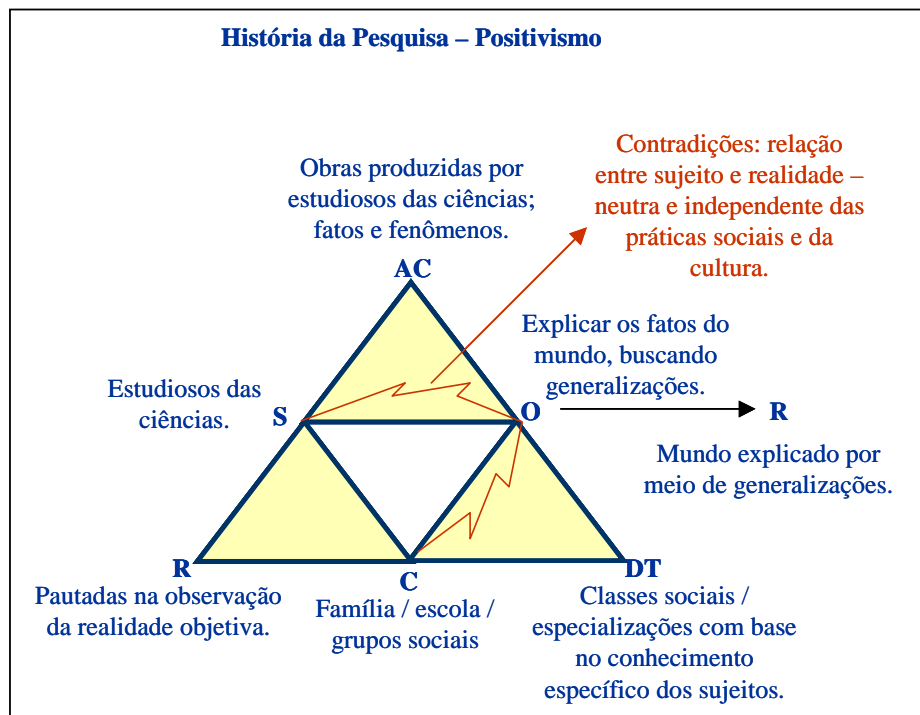 História da Pesquisa – Positivismo
Contradições: relação
entre sujeito e realidade –
neutra e independente das
práticas sociais e da
cultura.
Obras produzidas por
estudiosos das ciências;
fatos e fenômenos.
AC
Explicar os fatos do
mundo, buscando
generalizações.
Estudiosos das
ciências.
S
O
R
Mundo explicado por
meio de generalizações.
R
Pautadas na observação
da realidade objetiva.
C
Família / escola /
grupos sociais
DT
Classes sociais /
especializações com base
no conhecimento
específico dos sujeitos.